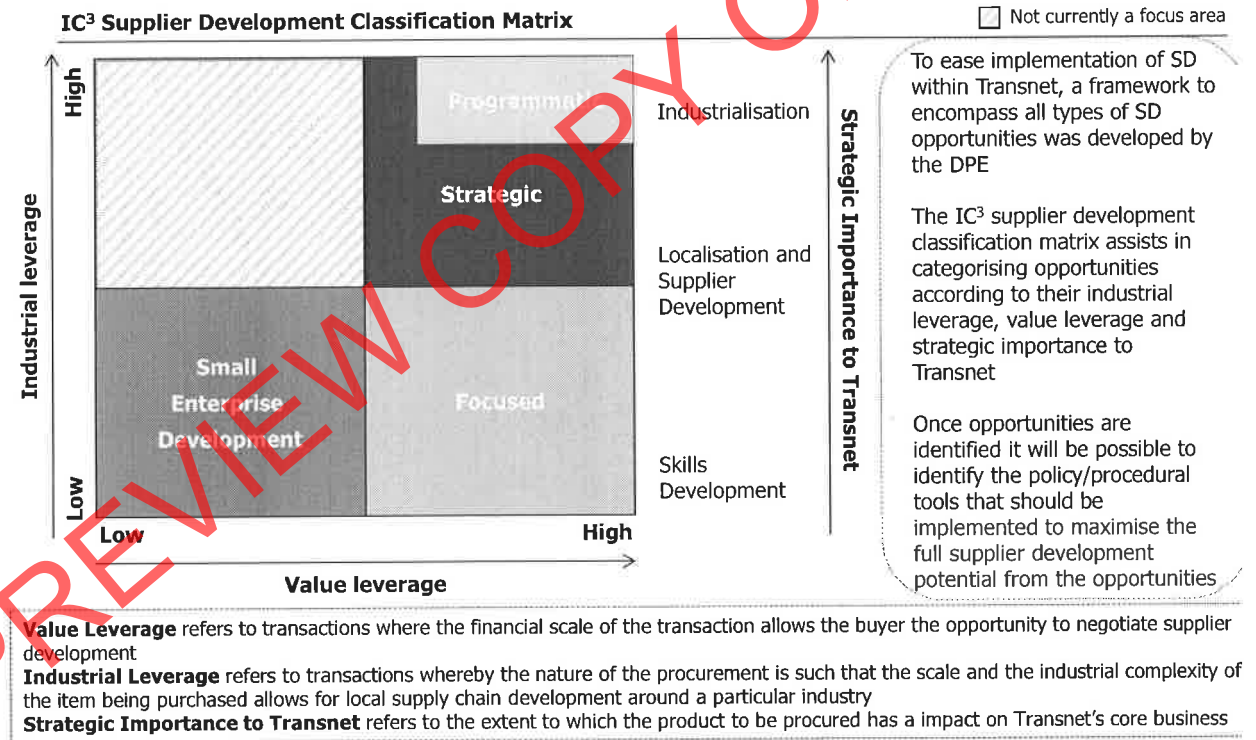 IC³ Supplier Development Classification Matrix
Not currently a focus area
High
Industrial leverage
Low
Programmati
Strategic
Small
Enterprise
Development
Focused
Low
High
Value leverage
Industrialisation
Localisation and
Supplier
Development
Skills
Development
Strategic Importance to Transnet
To ease implementation of SD
within Transnet, a framework to
encompass all types of SD
opportunities was developed by
the DPE
The IC³ supplier development
classification matrix assists in
categorising opportunities
according to their industrial
leverage, value leverage and
strategic importance to
Transnet
Once opportunities are
identified it will be possible to
identify the policy/procedural
tools that should be
implemented to maximise the
full supplier development
potential from the opportunities
Value Leverage refers to transactions where the financial scale of the transaction allows the buyer the opportunity to negotiate supplier
development
Industrial Leverage refers to transactions whereby the nature of the procurement is such that the scale and the industrial complexity of
the item being purchased allows for local supply chain development around a particular industry
Strategic Importance to Transnet refers to the extent to which the product to be procured has a impact on Transnet's core business
PREVIEW COPY O